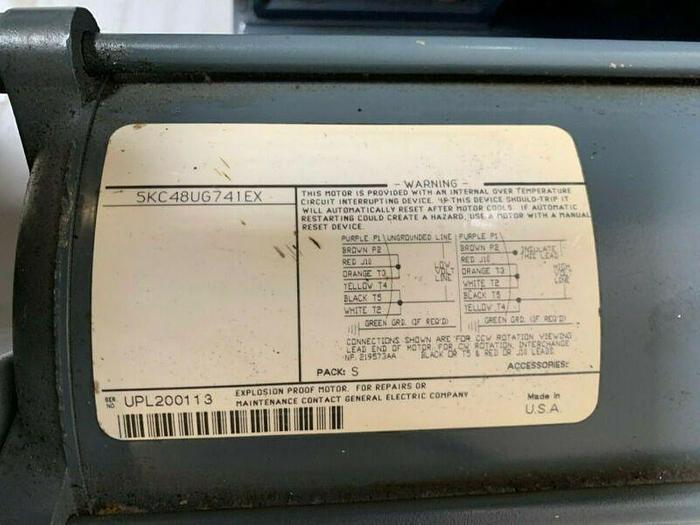 - WARNING -
5KC48UG741EX
THIS MOTOR IS PROVIDED WITH AN INTERNAL OVER TEMPERATURE
CIRCUIT INTERRUPTING DEVICE. IF THIS DEVICE SHOULD TRIP IT
WILL AUTOMATICALLY RESET AFTER MOTOR COOLS. IF AUTOMATIC
RESTARTING COULD CREATE A HAZARD, USE A MOTOR WITH A MANUAL
RESET DEVICE.
PURPLE P1 UNGROUNDED LINE
BROWN P2
RED J10
ORANGE T3
YELLOW T4
BLACK T5
WHITE T2
LOW
VOLT
LINE
GREEN GRD. (IF REQ'D)
PURPLE P1
BROWN P2
RED J10
ORANGE T3
WHITE T2
BLACK T5
YELLOW T4
INSULATE
THIS LEAD
HIGH
VOLT
LINE
GREEN GRD. (IF REQ'D)
CONNECTIONS SHOWN ARE FOR CCW ROTATION VIEWING
LEAD END OF MOTOR. FOR CW ROTATION, INTERCHANGE
NP 219573AA BLACK OR T5 & RED OR J10 LEADS.
PACK: S
ACCESSORIES:
SER.
NO
UPL200113
EXPLOSION PROOF MOTOR. FOR REPAIRS OR
MAINTENANCE CONTACT GENERAL ELECTRIC COMPANY
Made in
U.S.A.